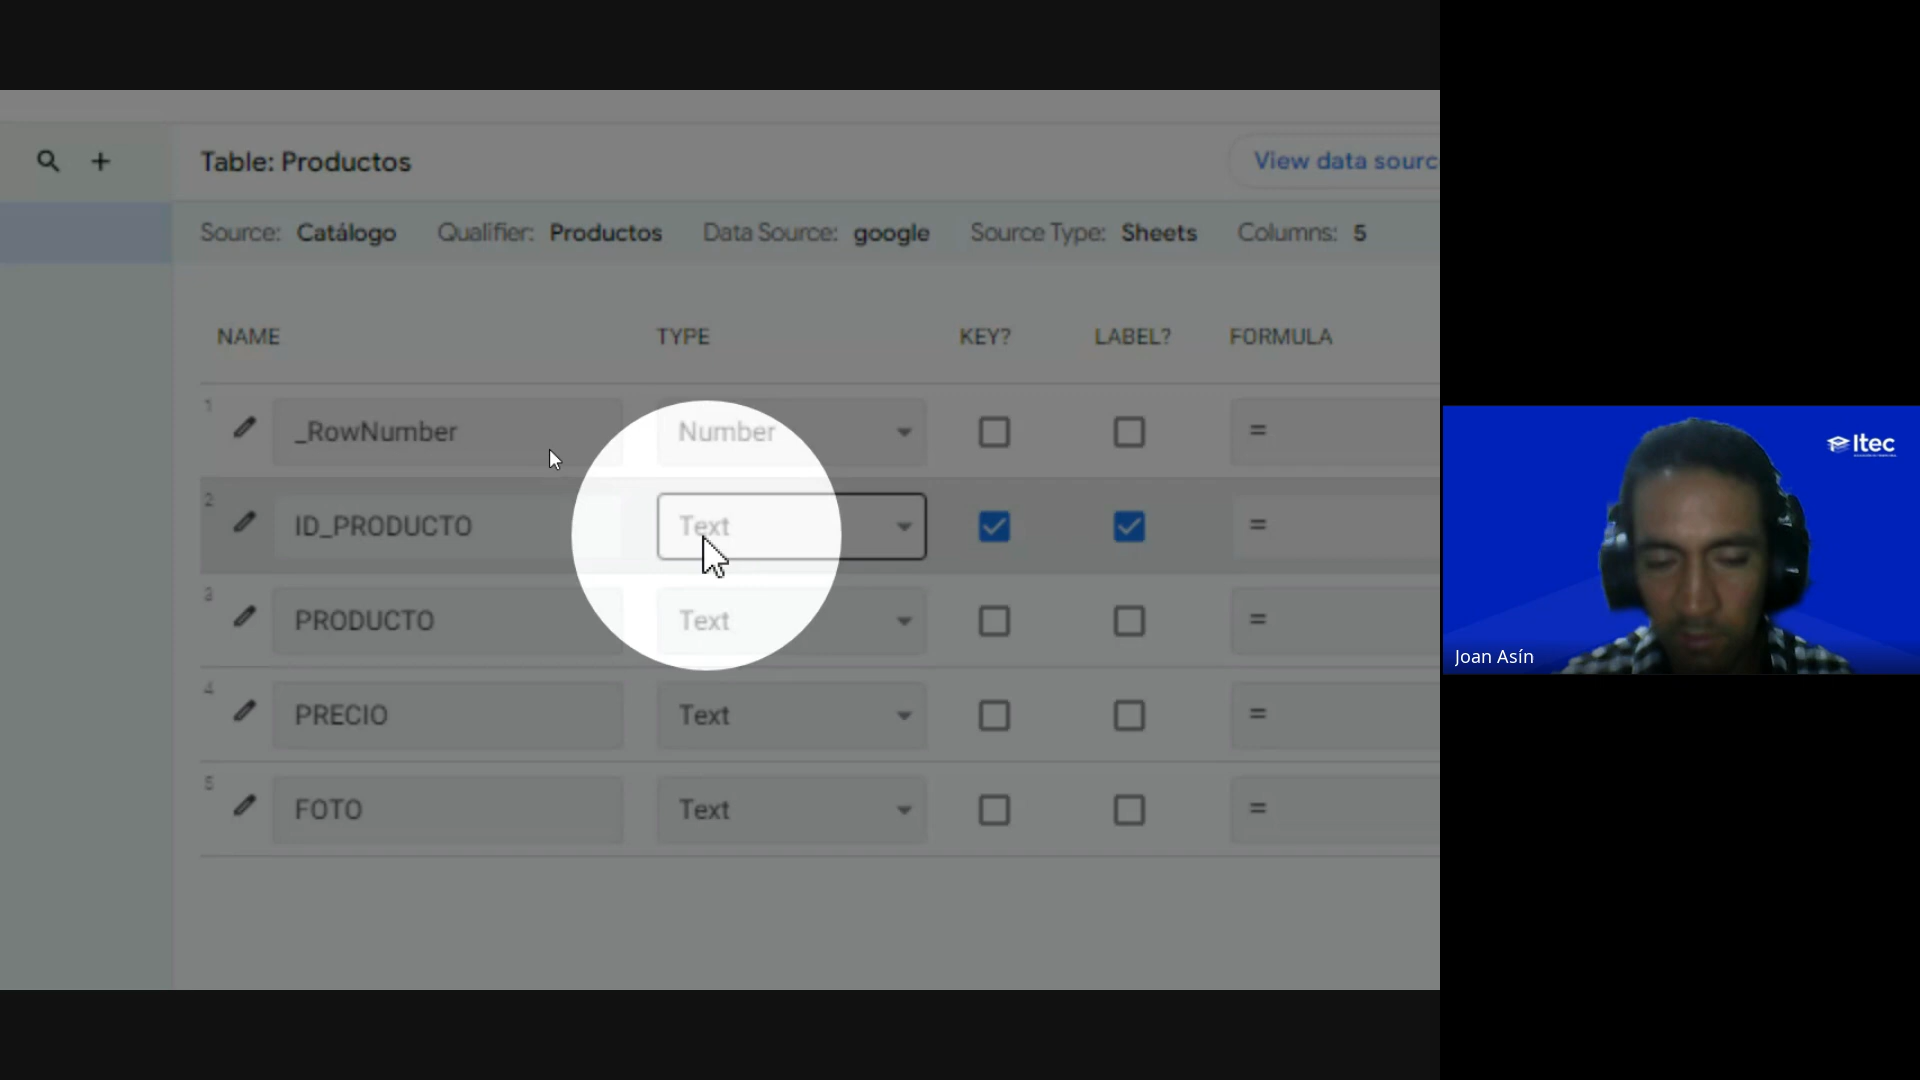 Table: Productos
View data sourc
Source: Catálogo Qualifier: Productos Data Source: google Source Type: Sheets Columns: 5
NAME TYPE KEY? LABEL? FORMULA
1 _RowNumber Number =
2 ID_PRODUCTO Text =
3 PRODUCTO Text =
4 PRECIO Text =
5 FOTO Text =
Itec
Joan Asín